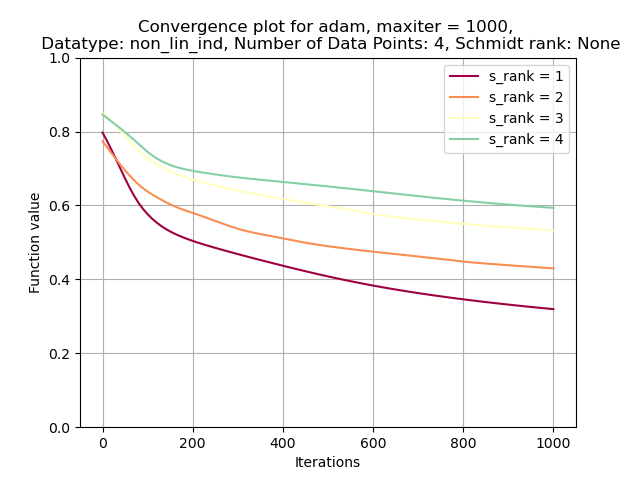 Convergence plot for adam, maxiter = 1000,
Datatype: non_lin_ind, Number of Data Points: 4, Schmidt rank: None
1.0
0.8
0.6
0.4
0.2
0.0
Function value
s_rank = 1
s_rank = 2
s_rank = 3
s_rank = 4
0 200 400 600 800 1000
Iterations